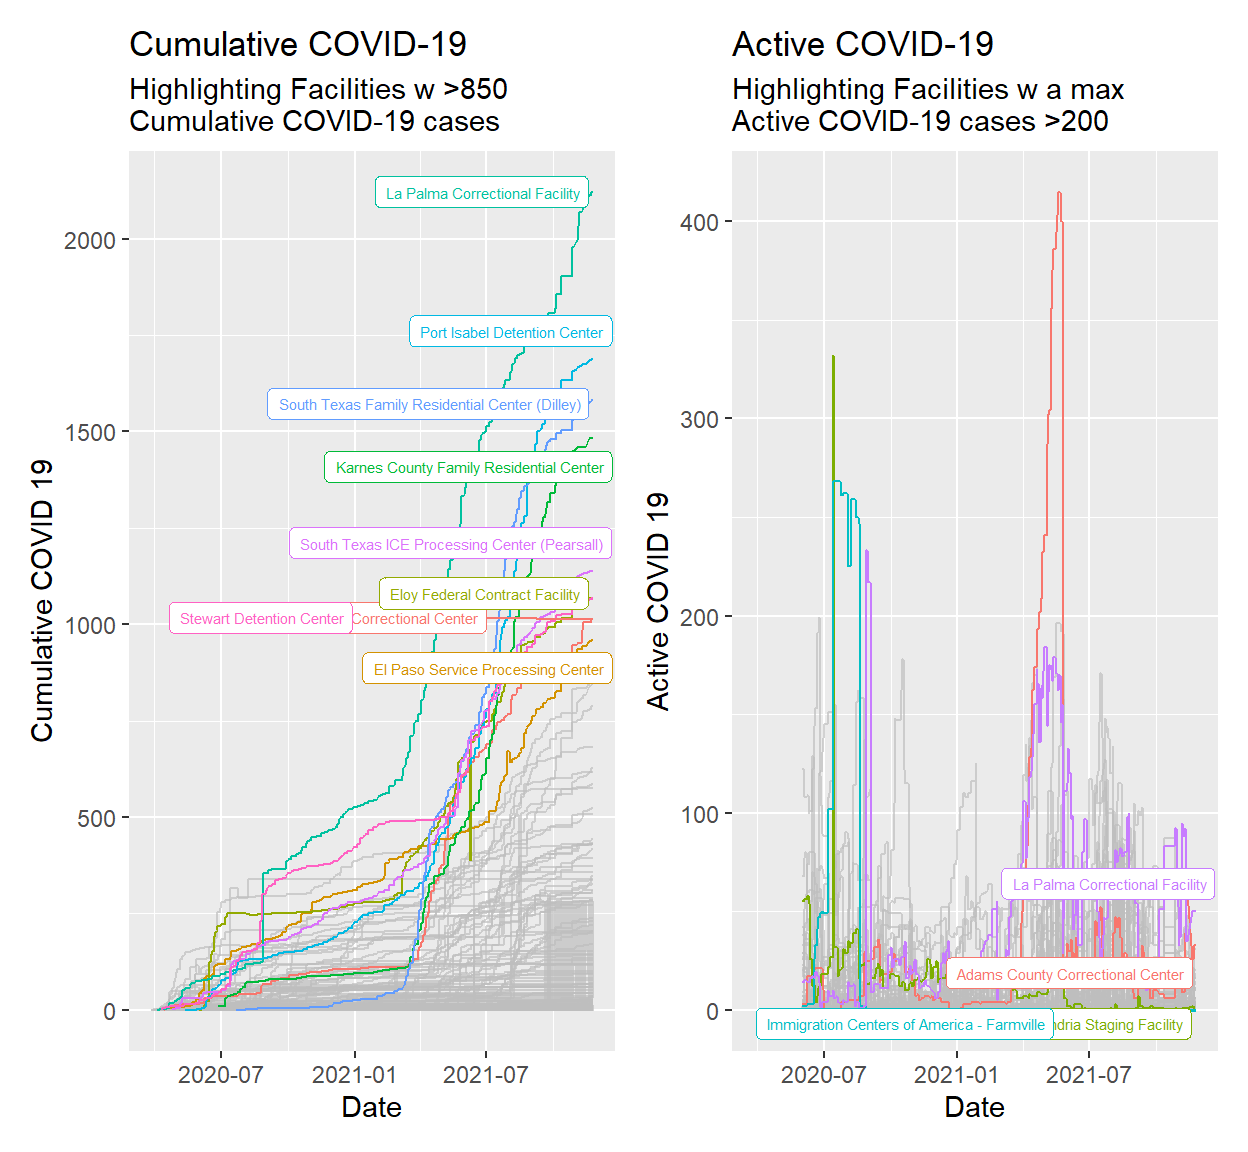 Cumulative COVID-19
Highlighting Facilities w >850
Cumulative COVID-19 cases
Cumulative COVID 19
2000
1500
1000
500
0
La Palma Correctional Facility
Port Isabel Detention Center
South Texas Family Residential Center (Dilley)
Karnes County Family Residential Center
South Texas ICE Processing Center (Pearsall)
Eloy Federal Contract Facility
Stewart Detention Center
Correctional Center
El Paso Service Processing Center
2020-07
2021-01
2021-07
Date
Active COVID-19
Highlighting Facilities w a max
Active COVID-19 cases >200
Active COVID 19
400
300
200
100
0
La Palma Correctional Facility
Adams County Correctional Center
Immigration Centers of America - Farmville
Staging Facility
2020-07
2021-01
2021-07
Date